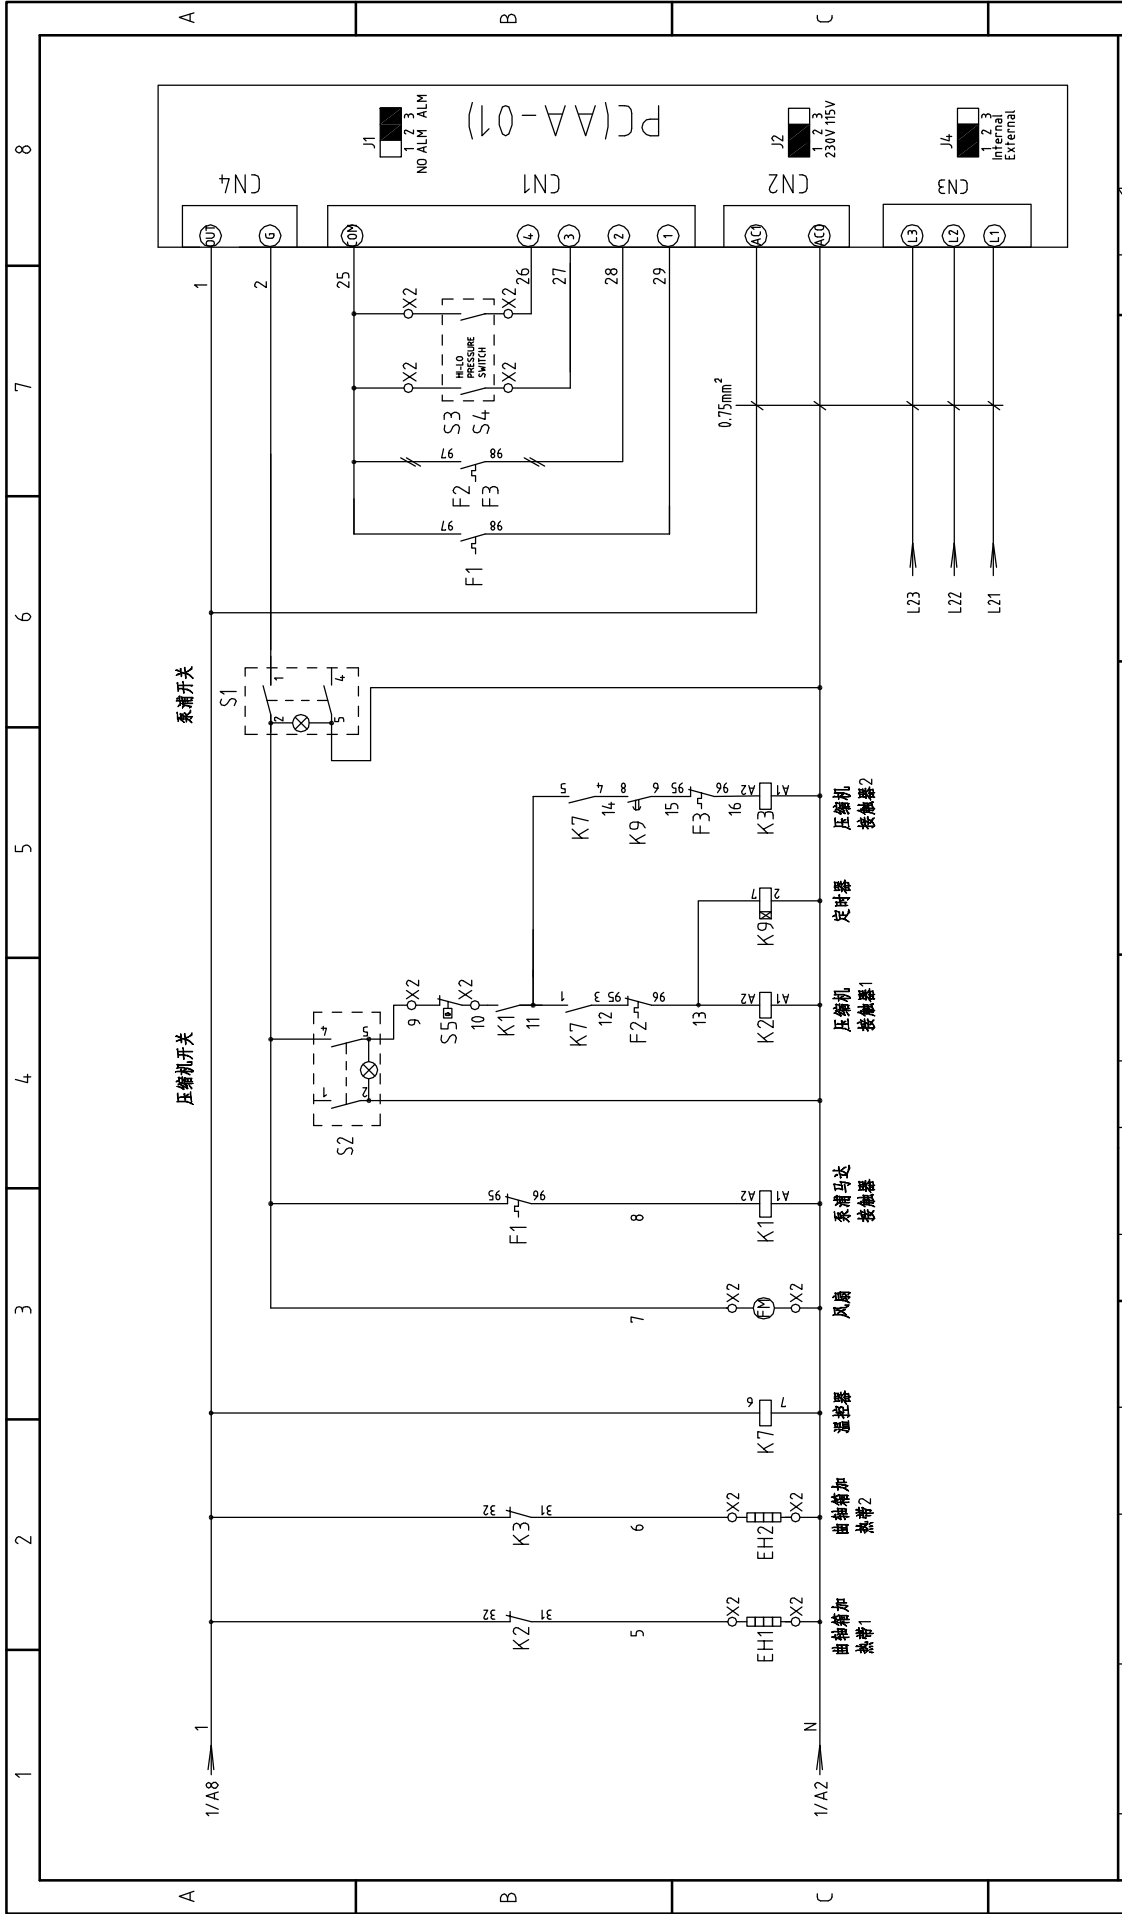 A
B
C
1
2
3
4
5
6
7
8
1/A8
1
1/A2
N
K2
32
31
5
X2
EH1
X2
曲轴箱加
热带1
K3
32
31
6
X2
EH2
X2
曲轴箱加
热带2
K7
6
7
温控器
7
X2
FM
X2
风扇
F1
95
96
8
K1
A2
A1
泵浦马达
接触器
压缩机开关
S2
1
2
4
5
9
X2
S5
10
X2
K1
11
K7
1
3
12
F2
95
96
13
K2
A2
A1
压缩机
接触器1
K9
7
2
定时器
K7
5
4
14
K9
8
6
15
F3
95
96
16
K3
A2
A1
压缩机
接触器2
泵浦开关
S1
2
1
5
4
F1
97
98
F2
F3
97
98
S3
S4
HI-LO
PRESSURE
SWITCH
X2
X2
X2
X2
0.75mm²
L23
L22
L21
1
2
25
26
27
28
29
OUT
G
COM
4
3
2
1
AC1
AC0
L3
L2
L1
CN4
CN1
CN2
CN3
PC(AA-01)
J1
1 2 3
NO ALM ALM
J2
1 2 3
230V 115V
J4
1 2 3
Internal
External
A
B
C